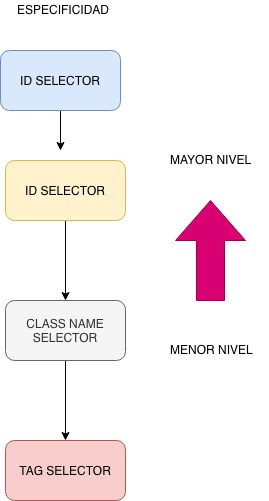 ESPECIFICIDAD
ID SELECTOR
MAYOR NIVEL
ID SELECTOR
CLASS NAME
SELECTOR
MENOR NIVEL
TAG SELECTOR